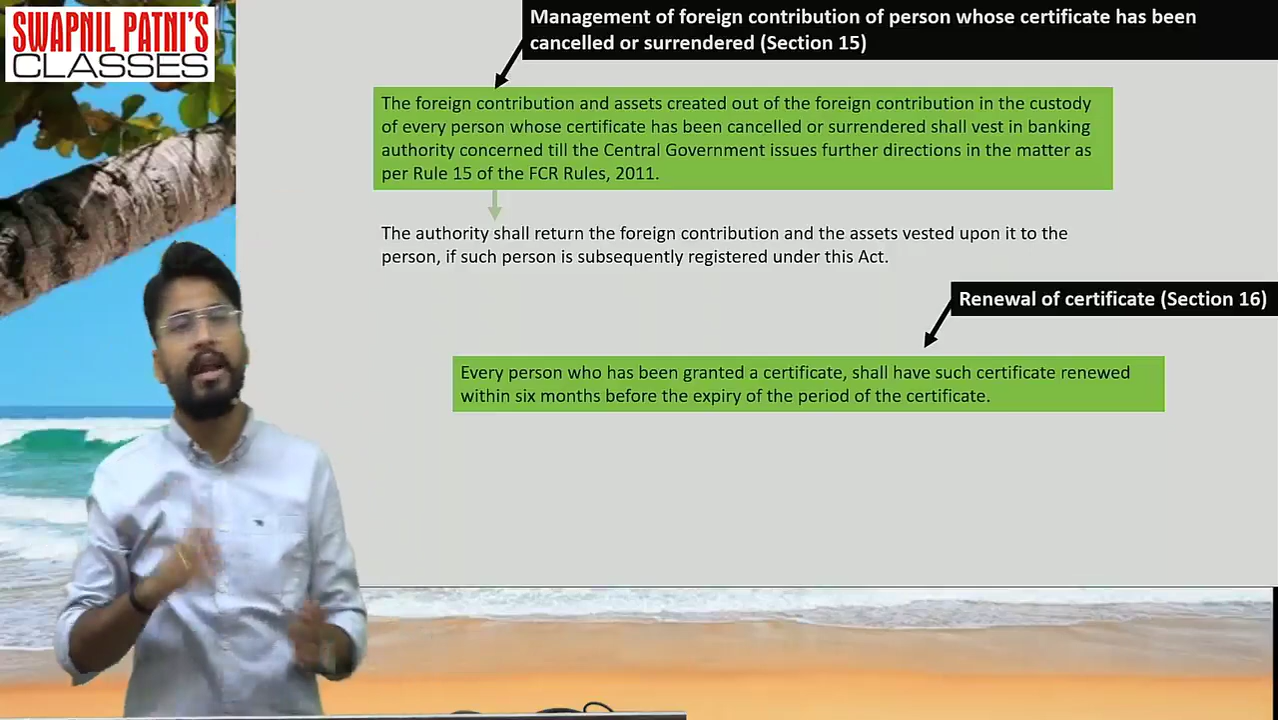 SWAPNIL PATNI'S
CLASSES
Management of foreign contribution of person whose certificate has been
cancelled or surrendered (Section 15)
The foreign contribution and assets created out of the foreign contribution in the custody
of every person whose certificate has been cancelled or surrendered shall vest in banking
authority concerned till the Central Government issues further directions in the matter as
per Rule 15 of the FCR Rules, 2011.
The authority shall return the foreign contribution and the assets vested upon it to the
person, if such person is subsequently registered under this Act.
Renewal of certificate (Section 16)
Every person who has been granted a certificate, shall have such certificate renewed
within six months before the expiry of the period of the certificate.